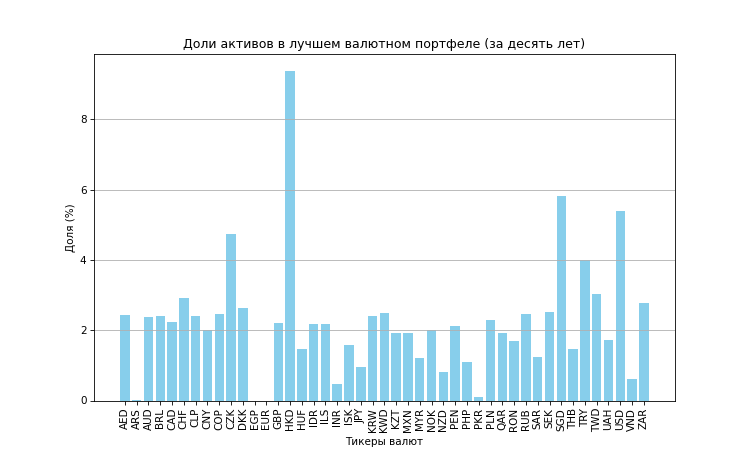 Доли активов в лучшем валютном портфеле (за десять лет)
Доля (%)
8
6
4
2
0
AED ARS AUD BRL CAD CHF CLP CNY COP CZK DKK EGP EUR GBP HKD HUF IDR ILS INR ISK JPY KRW KWD KZT MXN MYR NOK NZD PEN PHP PKR PLN QAR RON RUB SAR SEK SGD THB TRY TWD UAH USD VND ZAR
Тикеры валют